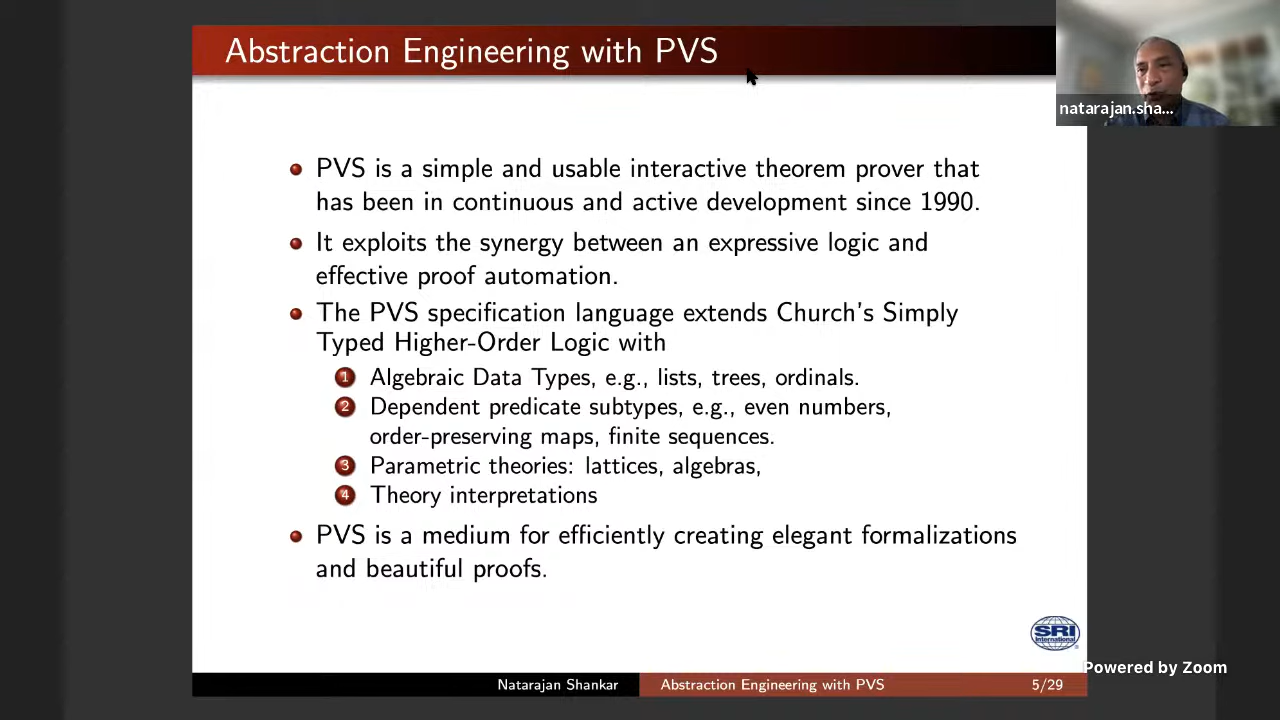 Abstraction Engineering with PVS
natarajan.sha...
PVS is a simple and usable interactive theorem prover that
has been in continuous and active development since 1990.
It exploits the synergy between an expressive logic and
effective proof automation.
The PVS specification language extends Church's Simply
Typed Higher-Order Logic with
1 Algebraic Data Types, e.g., lists, trees, ordinals.
2 Dependent predicate subtypes, e.g., even numbers,
order-preserving maps, finite sequences.
3 Parametric theories: lattices, algebras,
4 Theory interpretations
PVS is a medium for efficiently creating elegant formalizations
and beautiful proofs.
SRI
International
Powered by Zoom
Natarajan Shankar
Abstraction Engineering with PVS
5/29